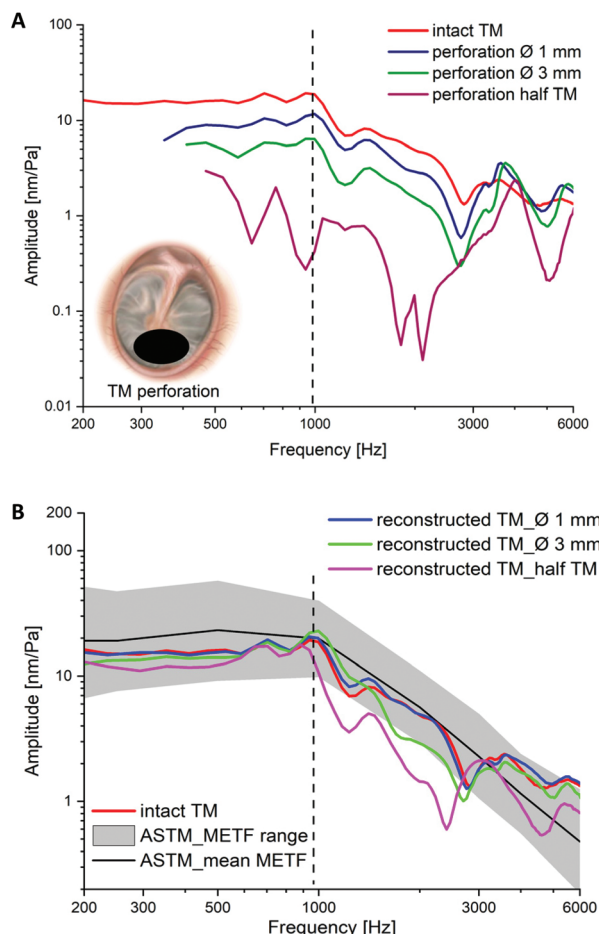 A
100
10
1
0.1
0.01
Amplitude [nm/Pa]
intact TM
perforation Ø 1 mm
perforation Ø 3 mm
perforation half TM
TM perforation
200
300
500
1000
3000
6000
Frequency [Hz]
B
200
100
10
1
Amplitude [nm/Pa]
reconstructed TM_Ø 1 mm
reconstructed TM_Ø 3 mm
reconstructed TM_half TM
intact TM
ASTM_METF range
ASTM_mean METF
200
300
500
1000
3000
6000
Frequency [Hz]